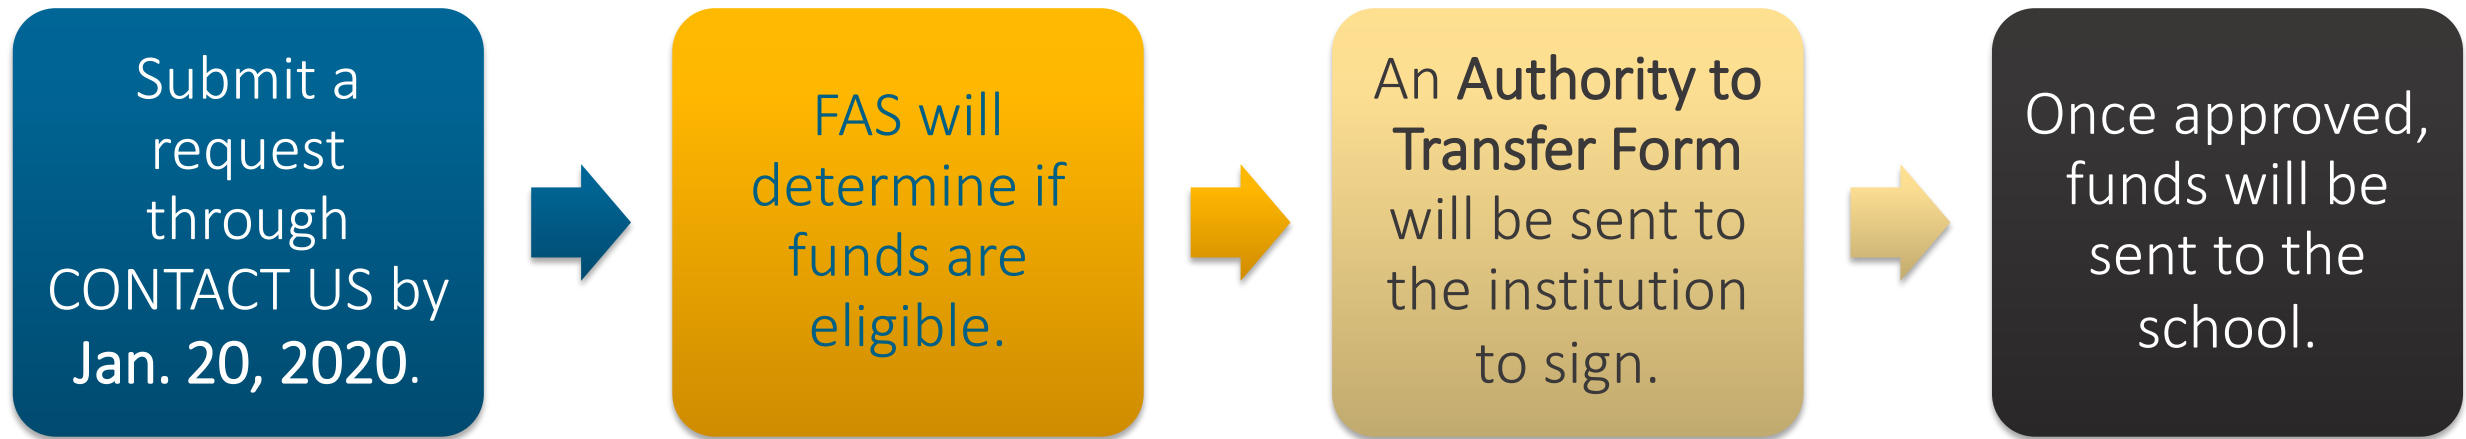 Submit a
request
through
CONTACT US by
Jan. 20, 2020.
FAS will
determine if
funds are
eligible.
An Authority to
Transfer Form
will be sent to
the institution
to sign.
Once approved,
funds will be
sent to the
school.